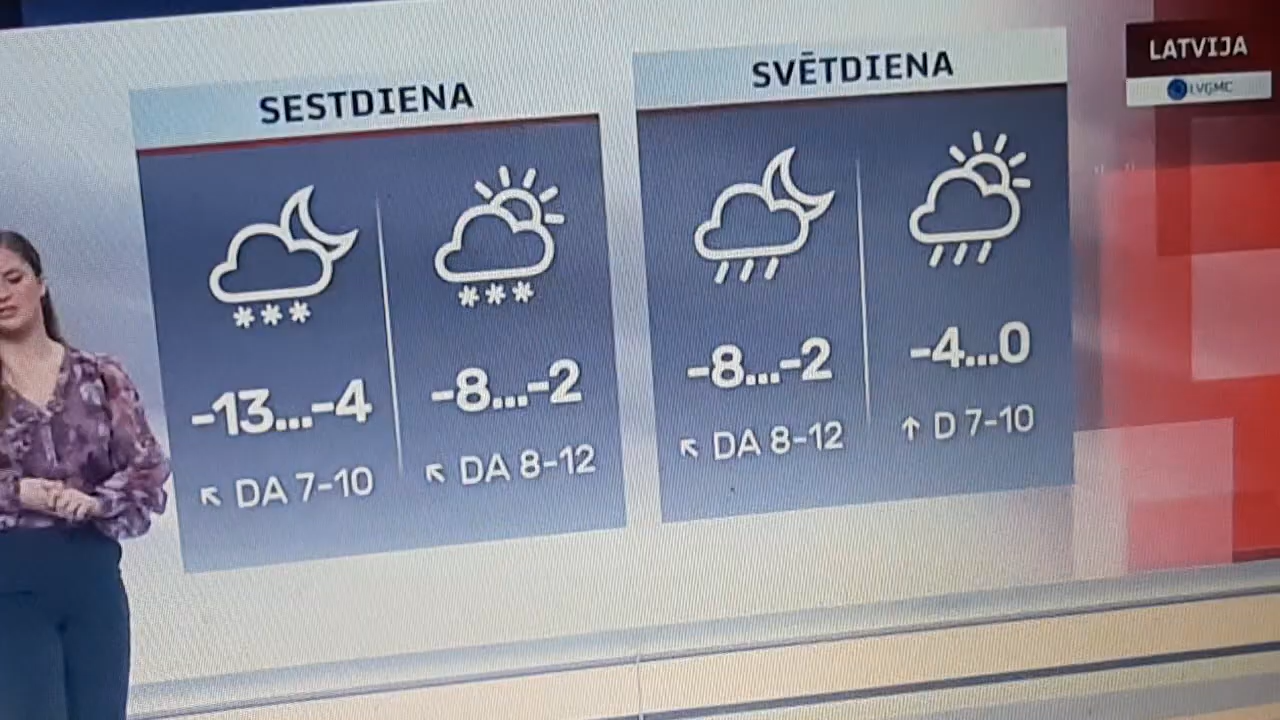 SESTDIENA
-13...-4
-8...-2
↖ DA 7-10
↖ DA 8-12
SVĒTDIENA
-8...-2
-4...0
↖ DA 8-12
↑ D 7-10
LATVIJA
LVĢMC